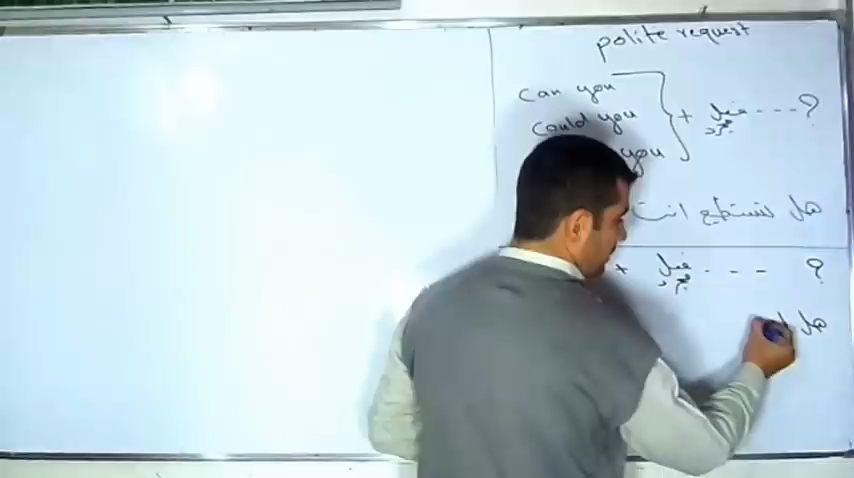 polite request
Can you
Could you
you } + فعل مجرد ---- ?
هل تستطيع انت
+ فعل مجرد - - - - ?
هل